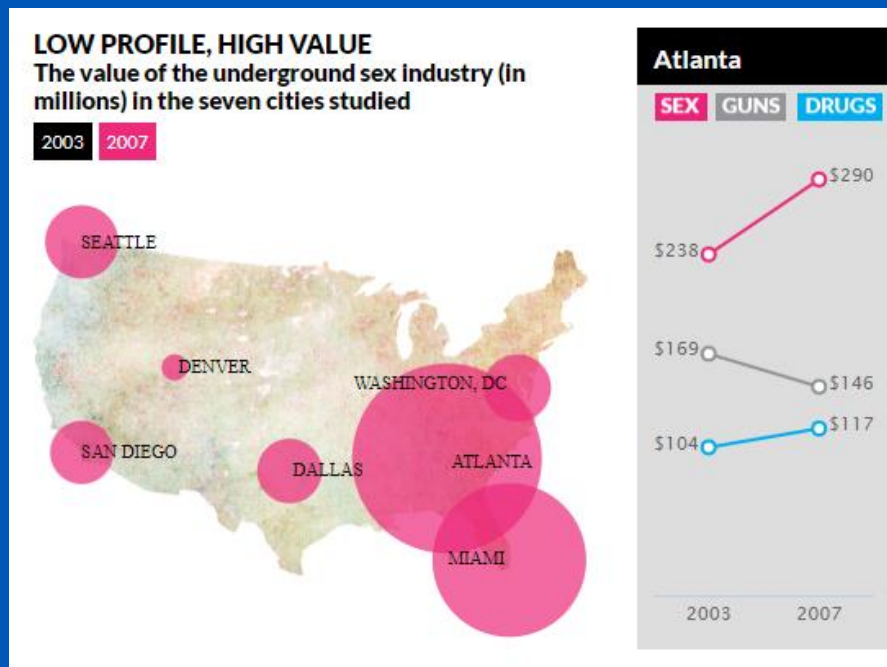 LOW PROFILE, HIGH VALUE
The value of the underground sex industry (in
millions) in the seven cities studied
2003 2007
SEATTLE
DENVER
WASHINGTON, DC
SAN DIEGO
DALLAS
ATLANTA
MIAMI
Atlanta
SEX GUNS DRUGS
$290
$238
$169
$146
$117
$104
2003 2007